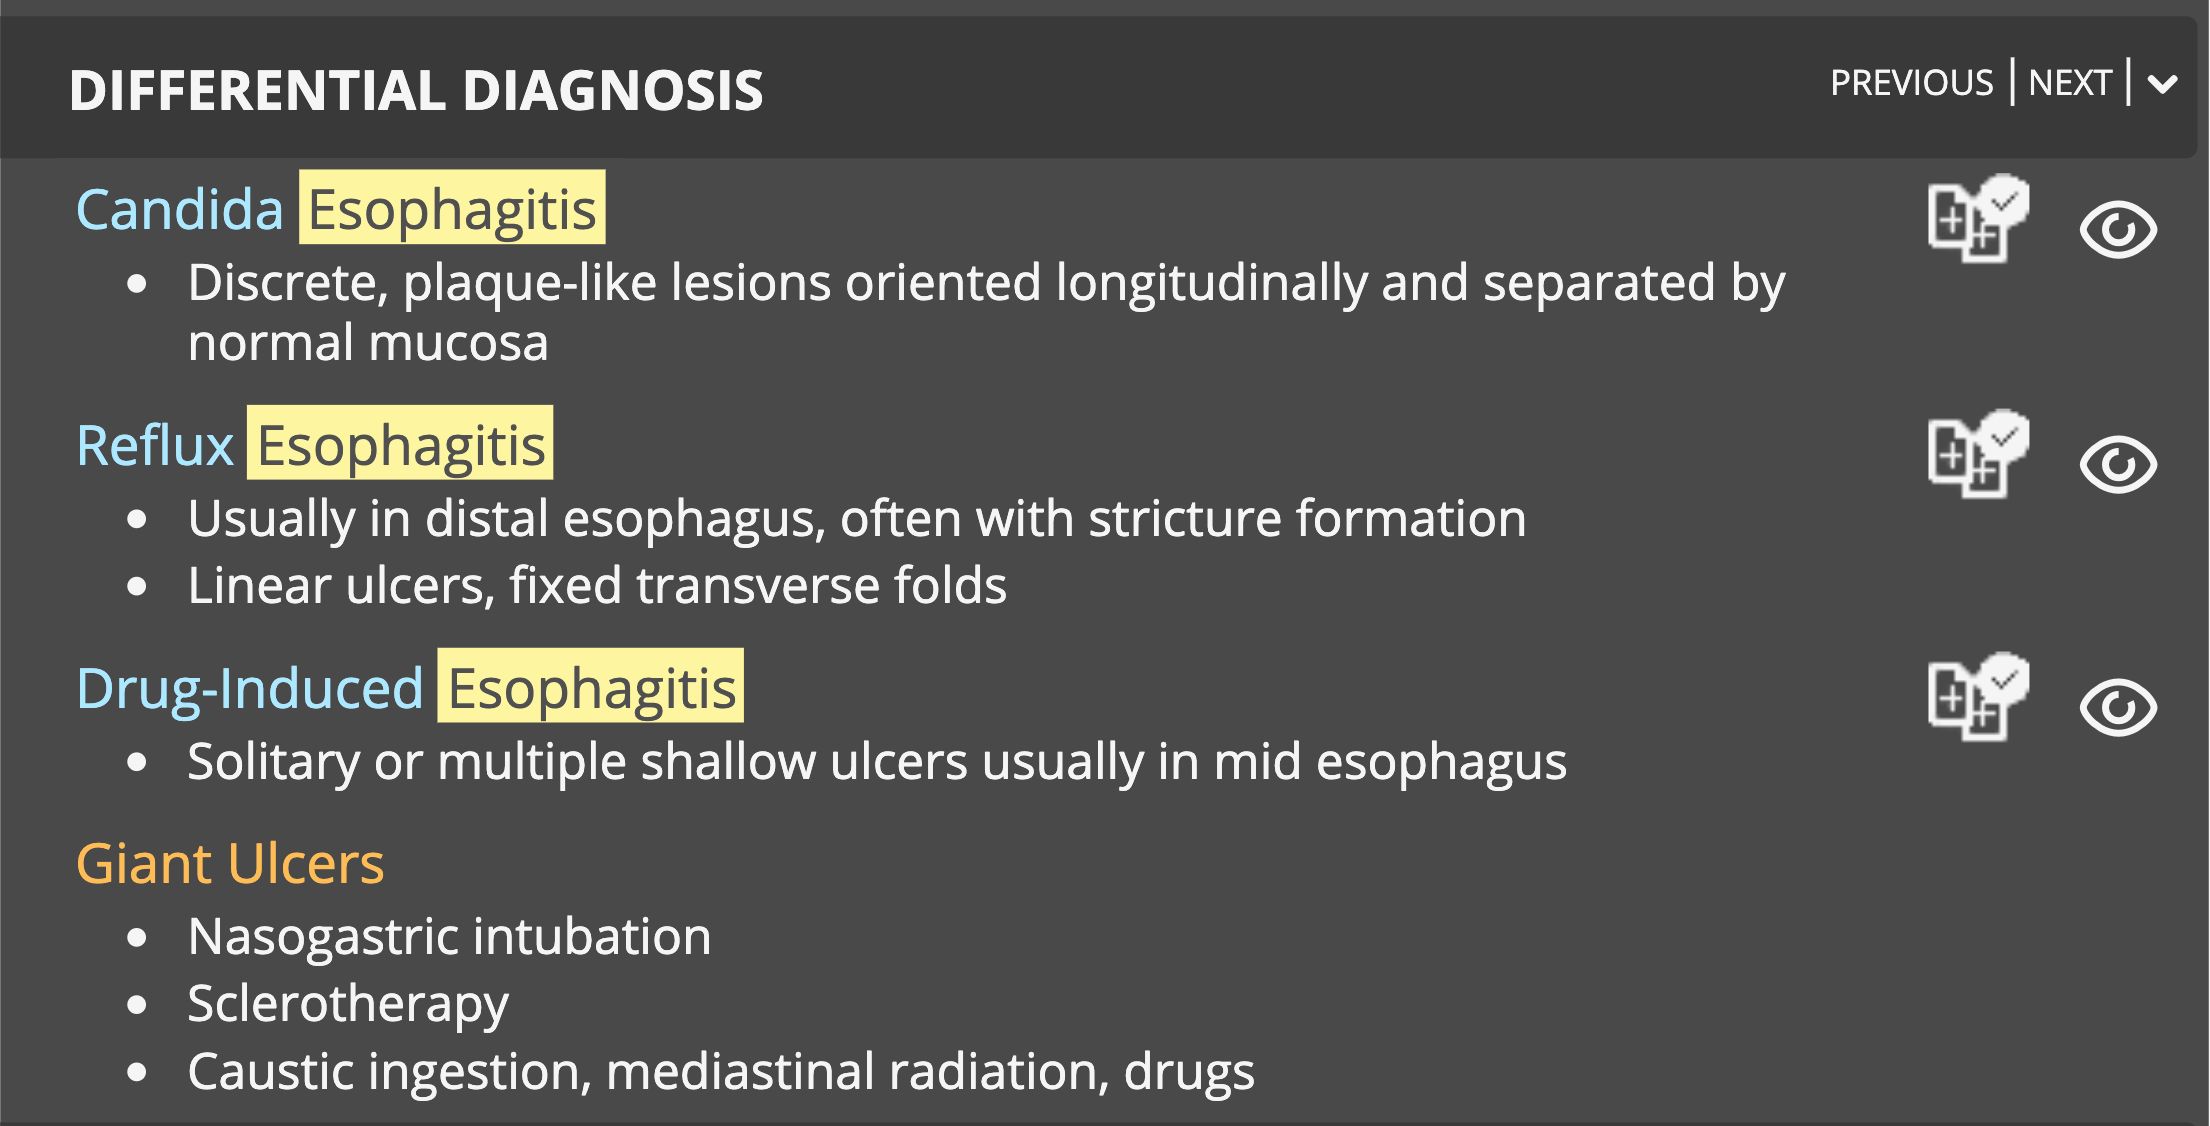 DIFFERENTIAL DIAGNOSIS
PREVIOUS | NEXT |
Candida Esophagitis
• Discrete, plaque-like lesions oriented longitudinally and separated by
normal mucosa
Reflux Esophagitis
• Usually in distal esophagus, often with stricture formation
• Linear ulcers, fixed transverse folds
Drug-Induced Esophagitis
• Solitary or multiple shallow ulcers usually in mid esophagus
Giant Ulcers
• Nasogastric intubation
• Sclerotherapy
• Caustic ingestion, mediastinal radiation, drugs